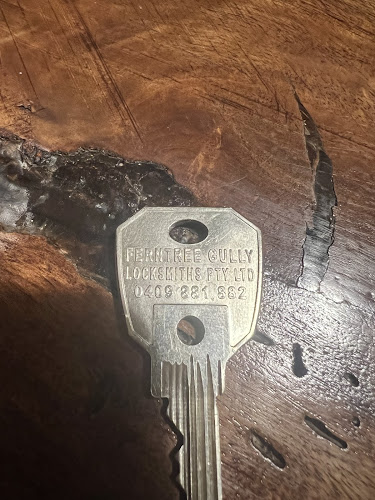 FERNTREE GULLY
LOCKSMITHS PTY LTD
0409 881 882